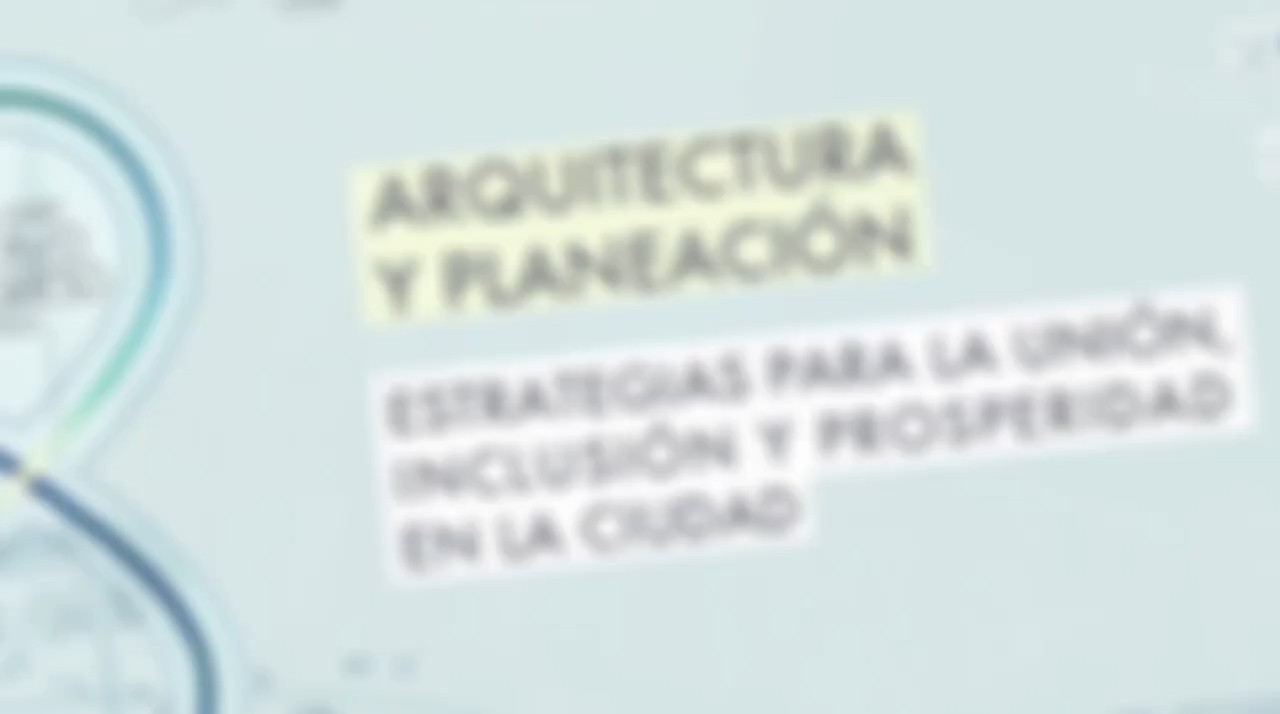 ARQUITECTURA
Y PLANEACIÓN
ESTRATEGIAS PARA LA UNIÓN,
INCLUSIÓN Y PROSPERIDAD
EN LA CIUDAD